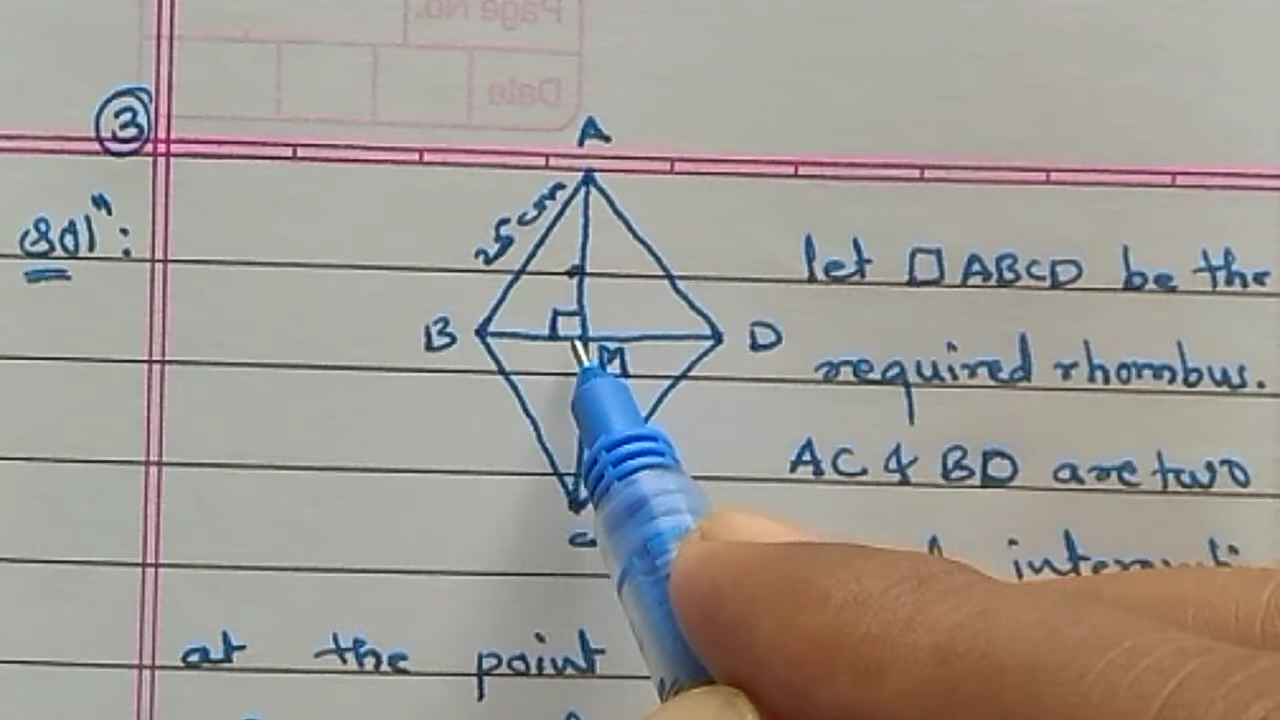 Page No.
Date
3
A
25 cm
Solⁿ:
B
D
M
C
let □ABCD be the
required rhombus.
AC & BD are two
at the point